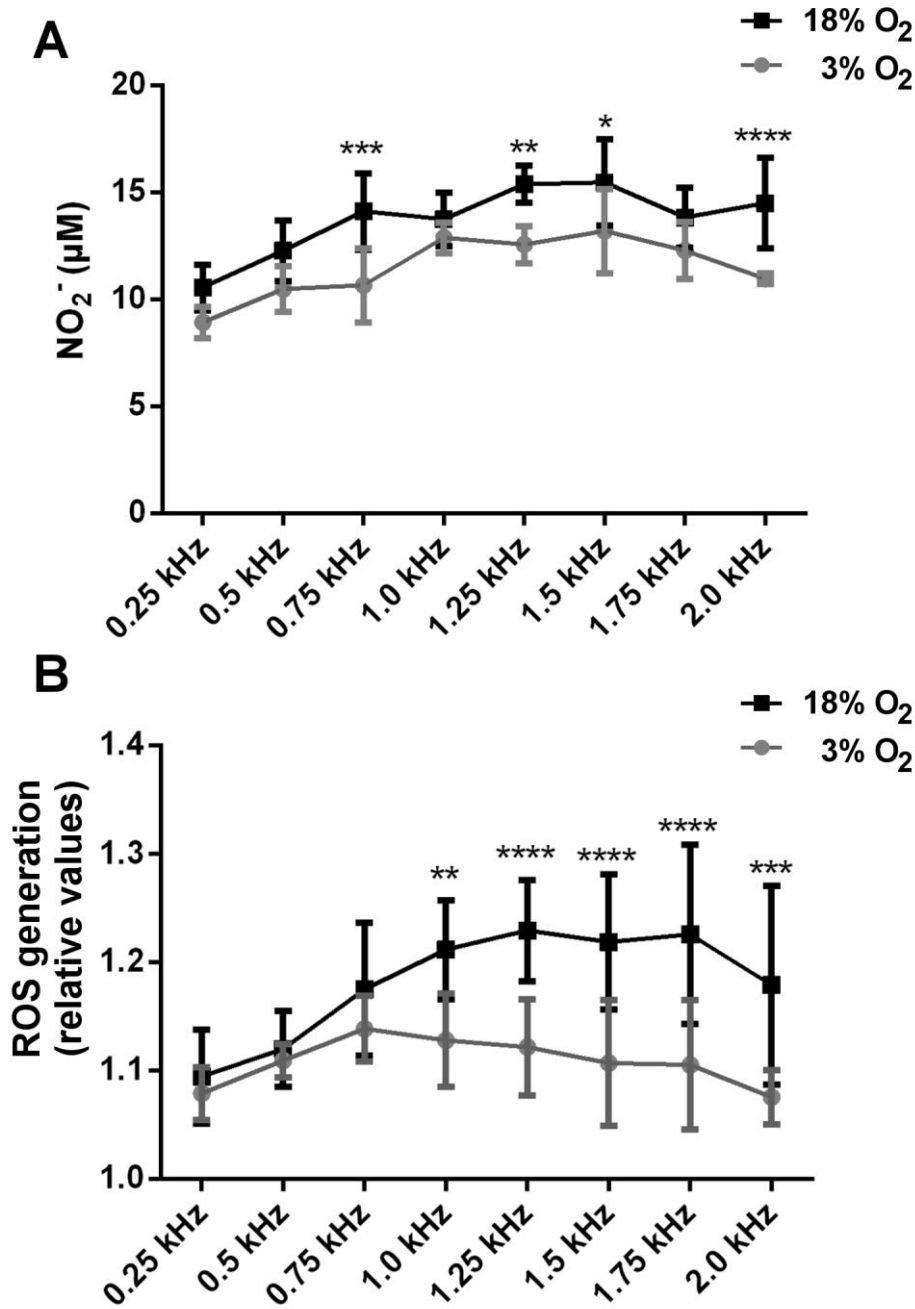 A
18% O₂
3% O₂
20
15
10
5
0
NO₂⁻ (µM)
*** ** * ****
0.25 kHz
0.5 kHz
0.75 kHz
1.0 kHz
1.25 kHz
1.5 kHz
1.75 kHz
2.0 kHz
B
18% O₂
3% O₂
1.4
1.3
1.2
1.1
1.0
ROS generation
(relative values)
** **** **** **** ***
0.25 kHz
0.5 kHz
0.75 kHz
1.0 kHz
1.25 kHz
1.5 kHz
1.75 kHz
2.0 kHz